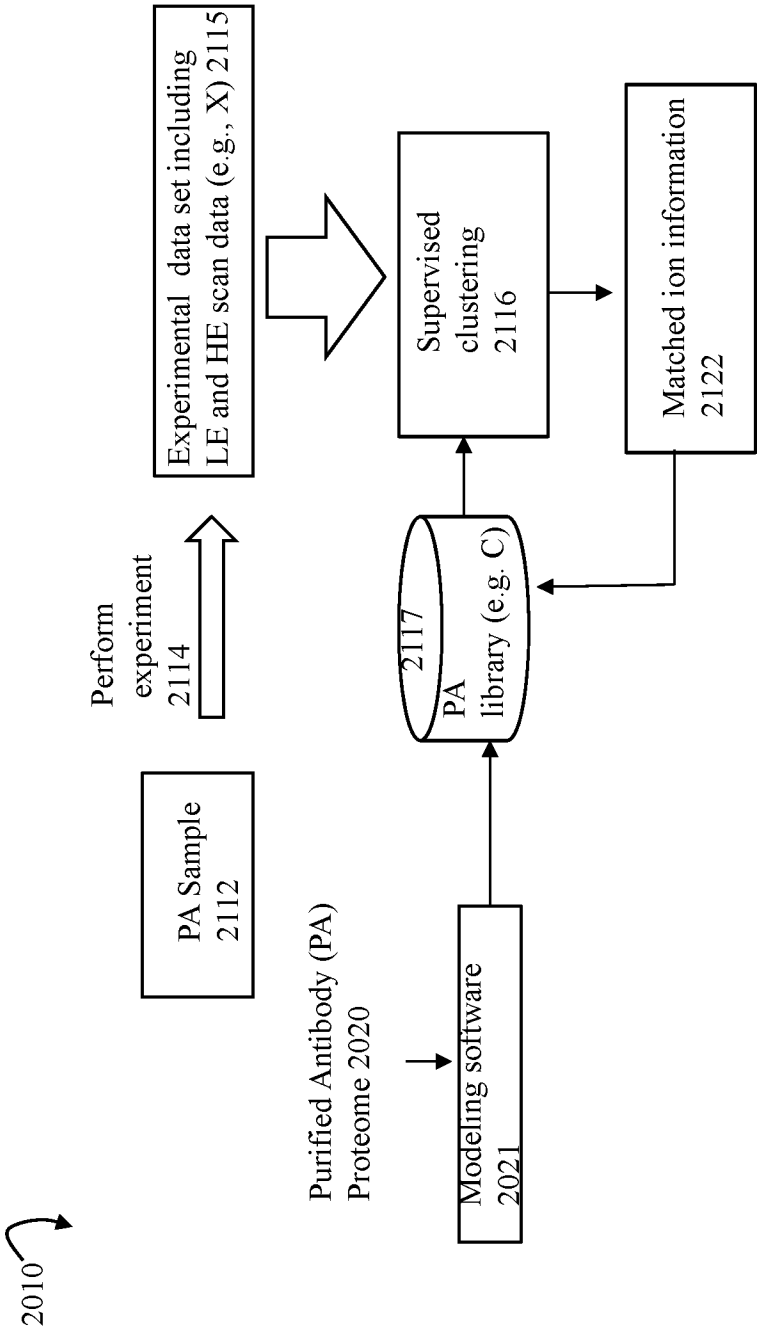 2010
PA Sample
2112
Perform
experiment
2114
Experimental data set including
LE and HE scan data (e.g., X) 2115
Purified Antibody (PA)
Proteome 2020
Modeling software
2021
2117
PA
library (e.g. C)
Supervised
clustering
2116
Matched ion information
2122